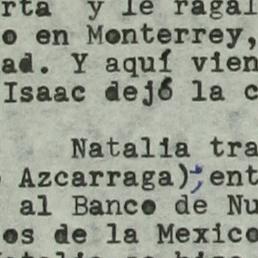 rta y le regal
o en Monterrey,
ad. Y aquí vien
Isaac dejó la c
Natalia tra
Azcarraga); ent
al Banco de Nu
os de la Mexico